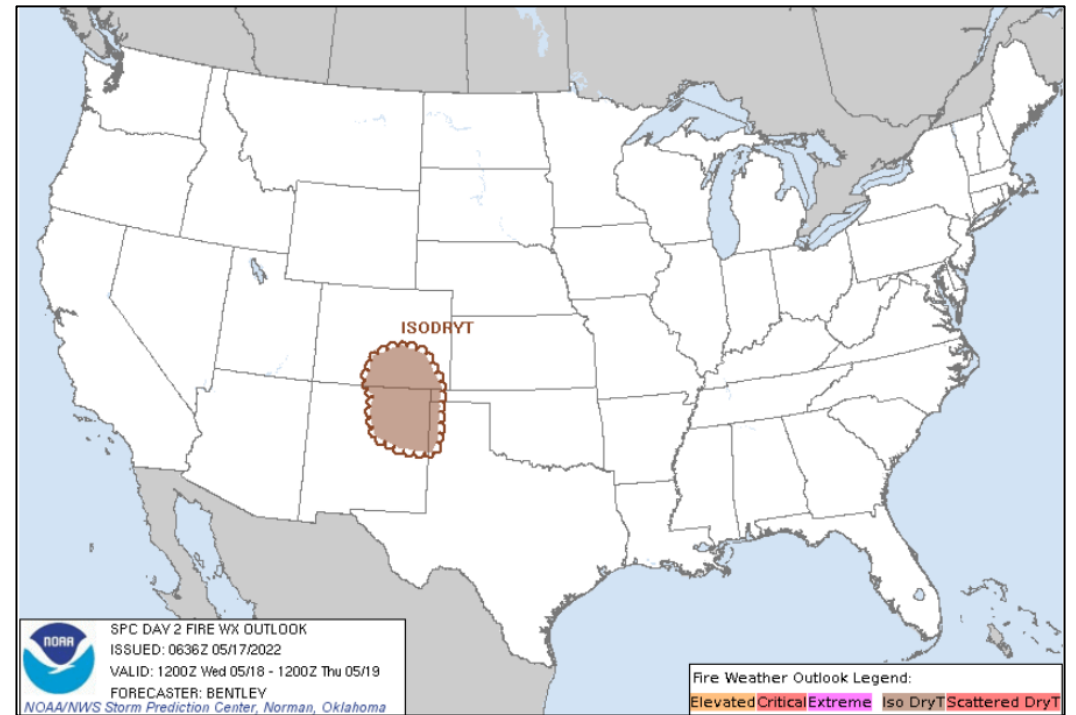 ISODRYT
NOAA
SPC DAY 2 FIRE WX OUTLOOK
ISSUED: 0636Z 05/17/2022
VALID: 1200Z Wed 05/18 - 1200Z Thu 05/19
FORECASTER: BENTLEY
NOAA/NWS Storm Prediction Center, Norman, Oklahoma
Fire Weather Outlook Legend:
Elevated Critical Extreme Iso DryT Scattered DryT